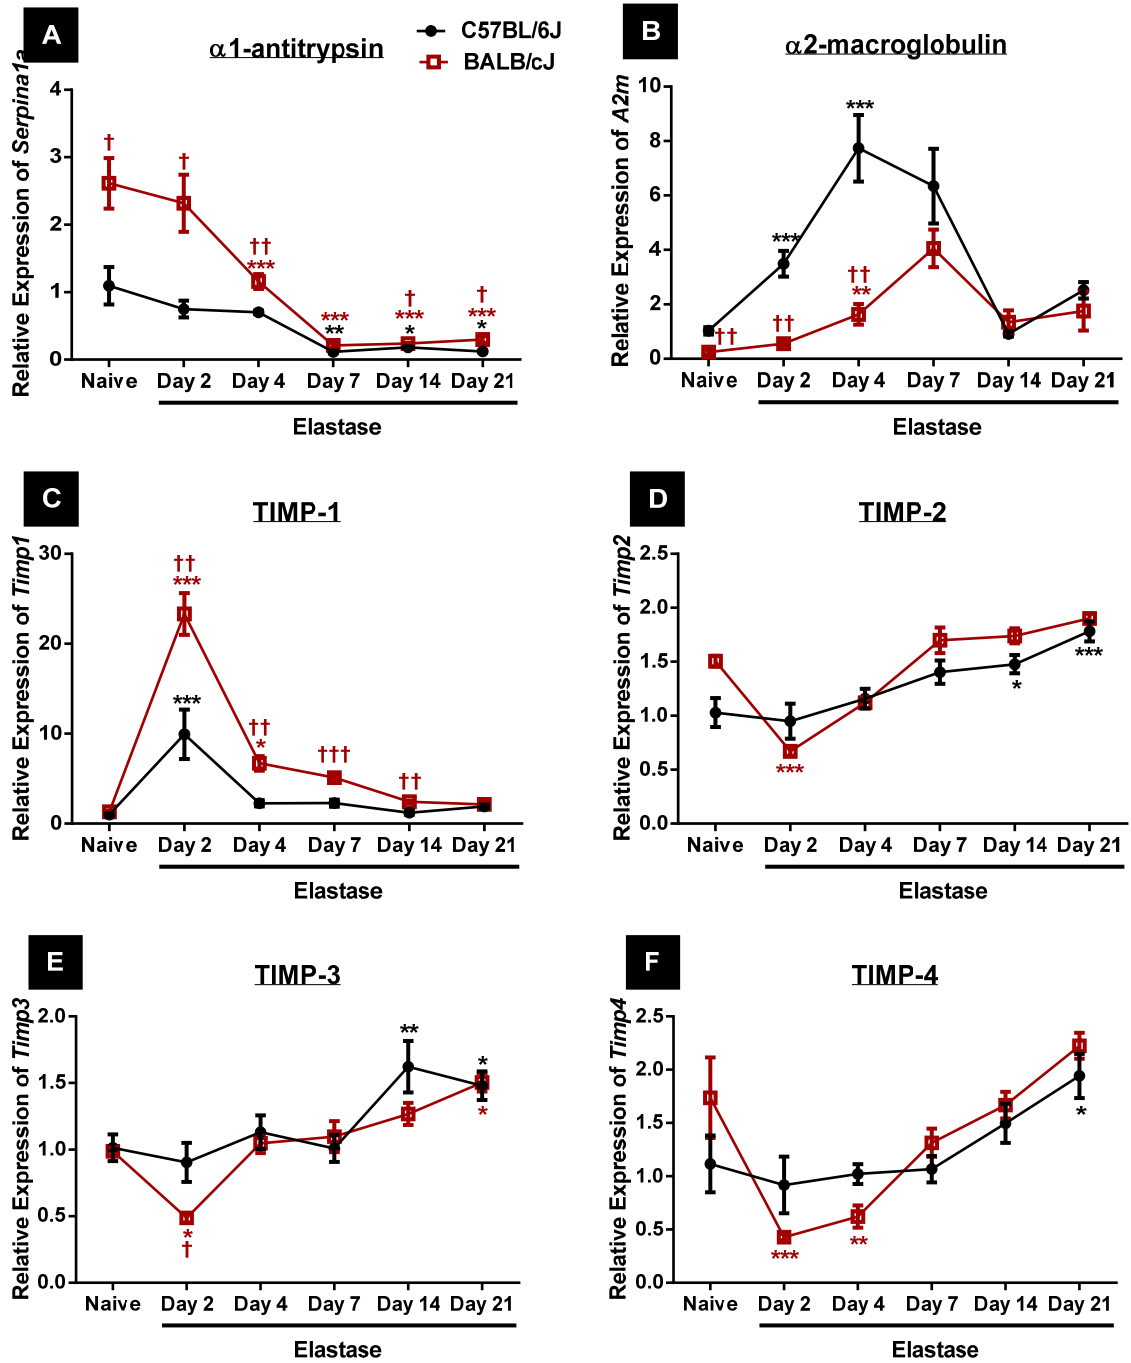 A
α1-antitrypsin
C57BL/6J
BALB/cJ
Relative Expression of Serpina1a
4
3
2
1
0
†
†
††
***
***
**
†
***
*
†
***
*
Naive Day 2 Day 4 Day 7 Day 14 Day 21
Elastase
B
α2-macroglobulin
Relative Expression of A2m
10
8
6
4
2
0
***
***
††
**
††
††
Naive Day 2 Day 4 Day 7 Day 14 Day 21
Elastase
C
TIMP-1
Relative Expression of Timp1
30
20
10
0
††
***
***
††
*
†††
††
Naive Day 2 Day 4 Day 7 Day 14 Day 21
Elastase
D
TIMP-2
Relative Expression of Timp2
2.5
2.0
1.5
1.0
0.5
0.0
***
*
***
Naive Day 2 Day 4 Day 7 Day 14 Day 21
Elastase
E
TIMP-3
Relative Expression of Timp3
2.0
1.5
1.0
0.5
0.0
**
*
*
*
†
Naive Day 2 Day 4 Day 7 Day 14 Day 21
Elastase
F
TIMP-4
Relative Expression of Timp4
2.5
2.0
1.5
1.0
0.5
0.0
*
***
**
Naive Day 2 Day 4 Day 7 Day 14 Day 21
Elastase